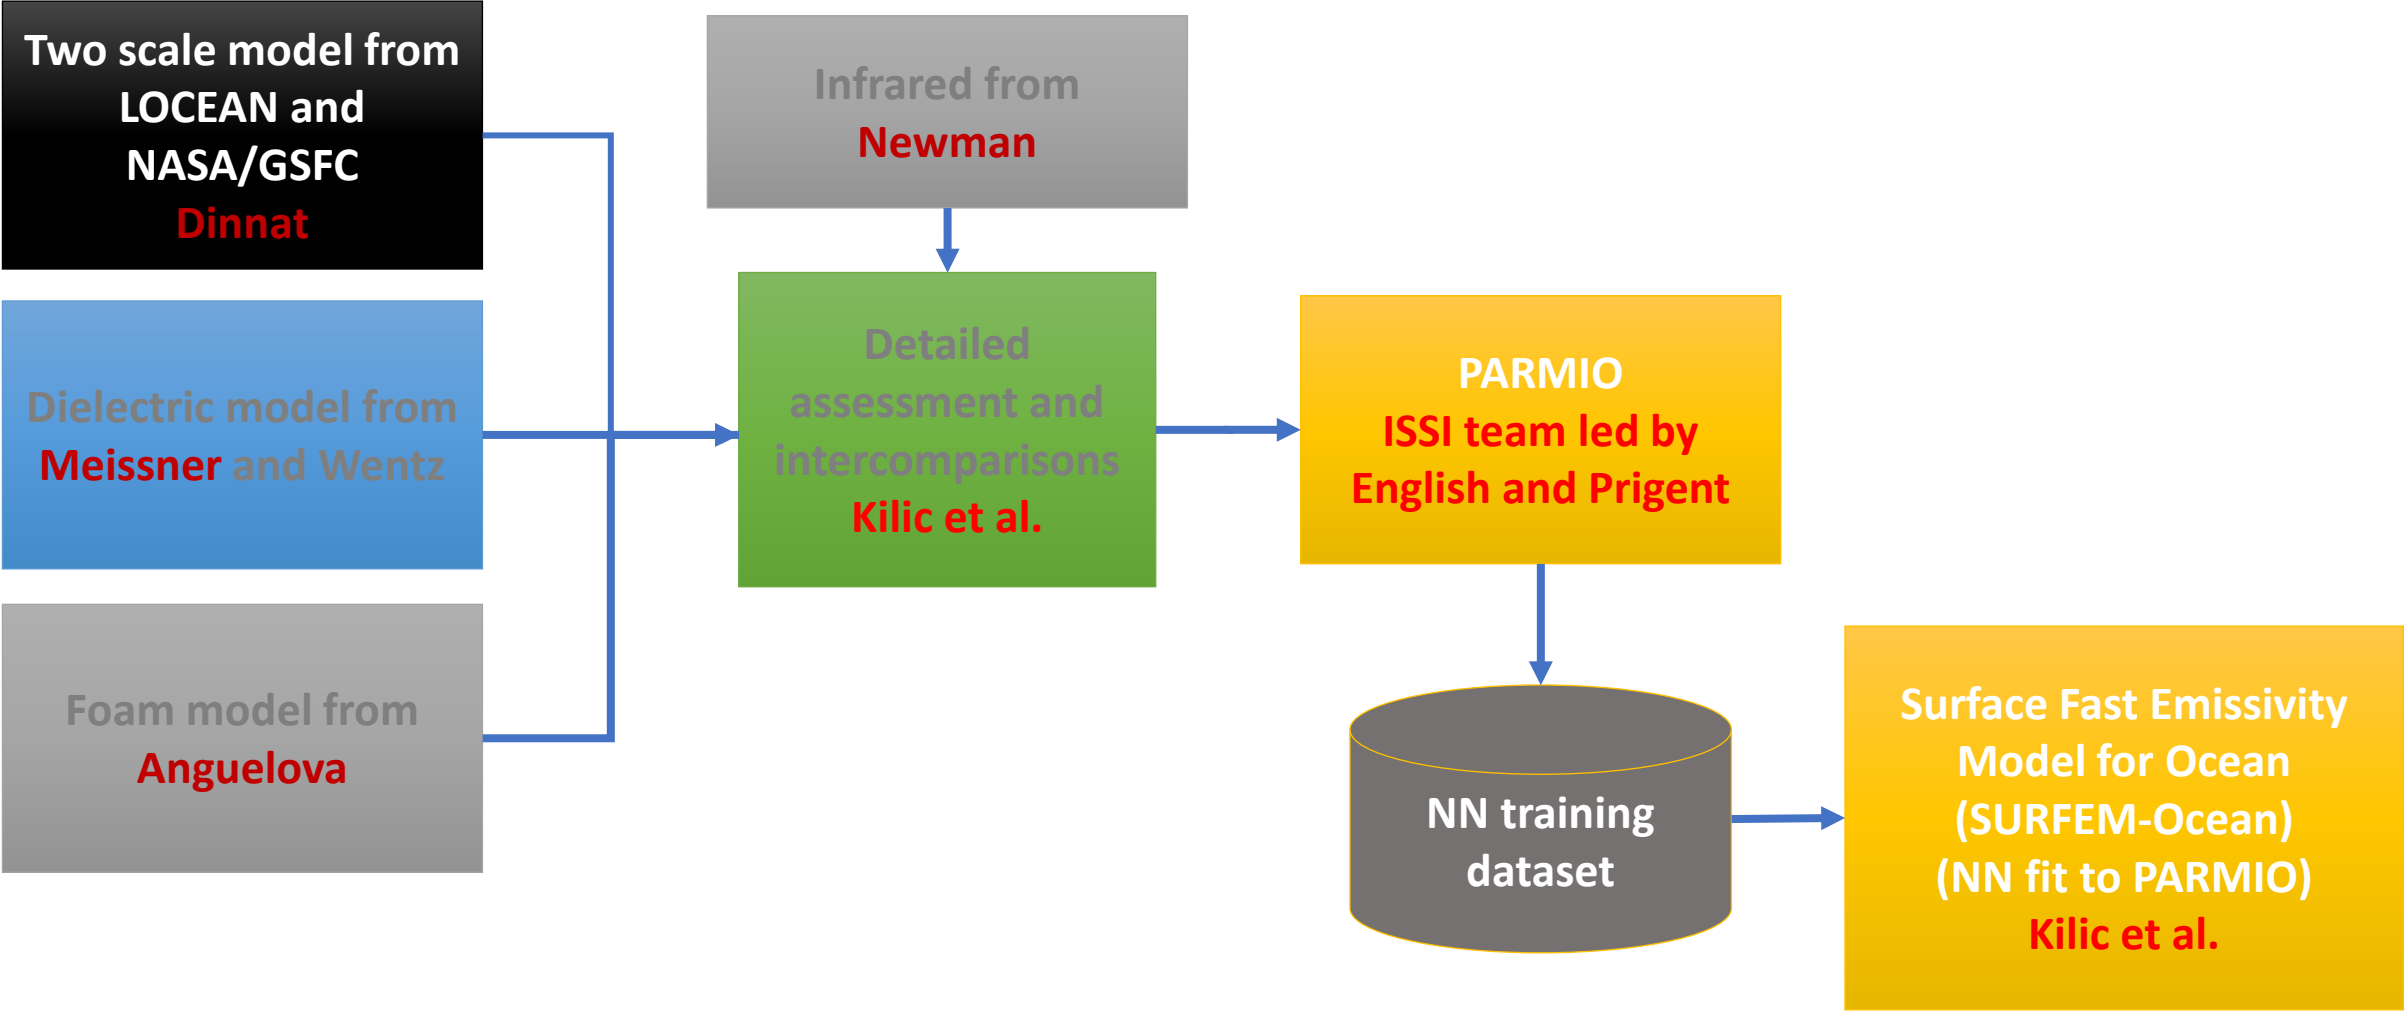 Two scale model from
LOCEAN and
NASA/GSFC
Dinnat
Infrared from
Newman
Dielectric model from
Meissner and Wentz
Detailed
assessment and
intercomparisons
Kilic et al.
PARMIO
ISSI team led by
English and Prigent
Foam model from
Anguelova
NN training
dataset
Surface Fast Emissivity
Model for Ocean
(SURFEM-Ocean)
(NN fit to PARMIO)
Kilic et al.